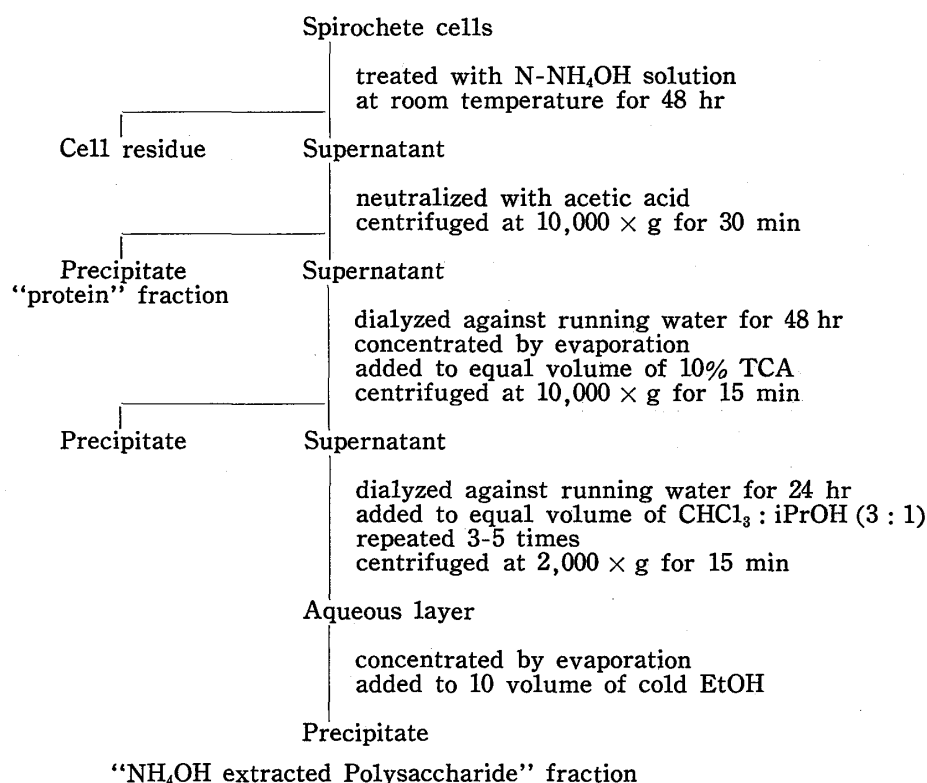 Spirochete cells
treated with N-NH₄OH solution
at room temperature for 48 hr
Cell residue Supernatant
neutralized with acetic acid
centrifuged at 10,000 × g for 30 min
Precipitate Supernatant
“protein” fraction
dialyzed against running water for 48 hr
concentrated by evaporation
added to equal volume of 10% TCA
centrifuged at 10,000 × g for 15 min
Precipitate Supernatant
dialyzed against running water for 24 hr
added to equal volume of CHCl₃ : iPrOH (3 : 1)
repeated 3-5 times
centrifuged at 2,000 × g for 15 min
Aqueous layer
concentrated by evaporation
added to 10 volume of cold EtOH
Precipitate
“NH₄OH extracted Polysaccharide” fraction